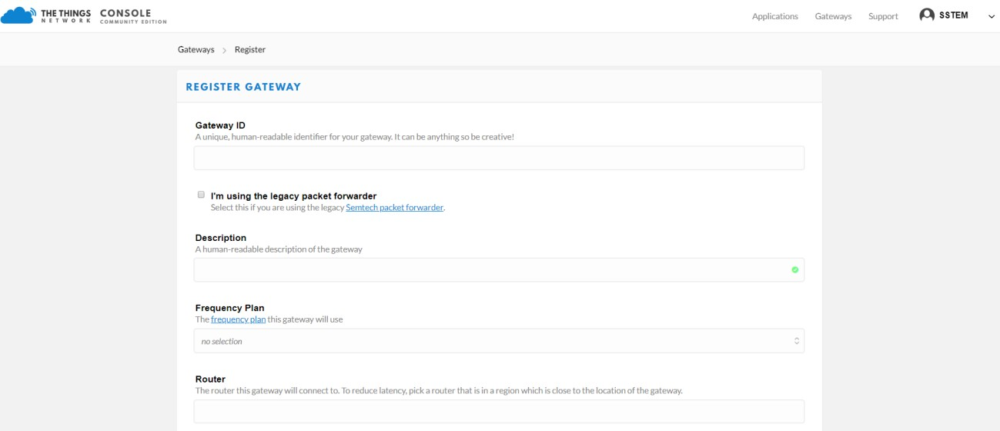 THE THINGS CONSOLE
NETWORK COMMUNITY EDITION
Applications Gateways Support SSTEM
Gateways > Register
REGISTER GATEWAY
Gateway ID
A unique, human-readable identifier for your gateway. It can be anything so be creative!
I'm using the legacy packet forwarder
Select this if you are using the legacy Semtech packet forwarder.
Description
A human-readable description of the gateway
Frequency Plan
The frequency plan this gateway will use
no selection
Router
The router this gateway will connect to. To reduce latency, pick a router that is in a region which is close to the location of the gateway.